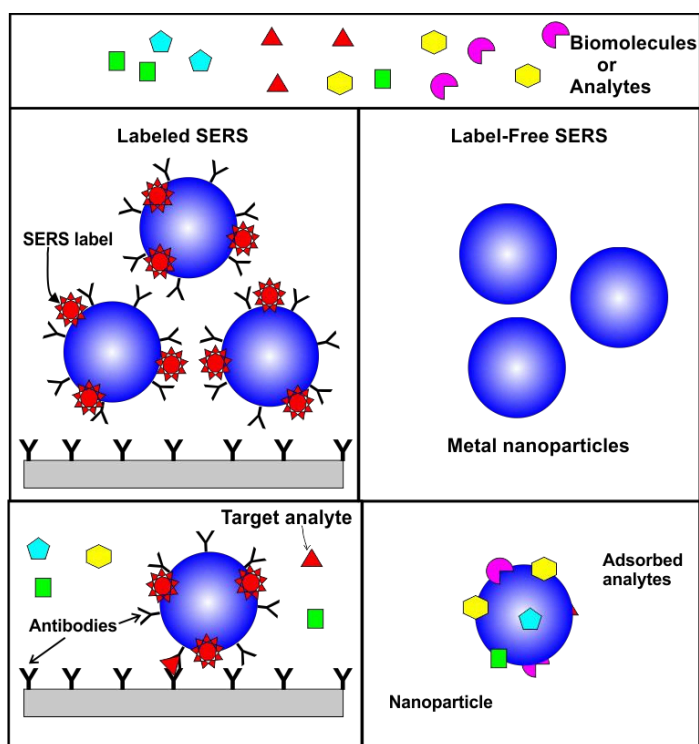 Biomolecules
or
Analytes
Labeled SERS
Label-Free SERS
SERS label
Metal nanoparticles
Target analyte
Antibodies
Adsorbed
analytes
Nanoparticle